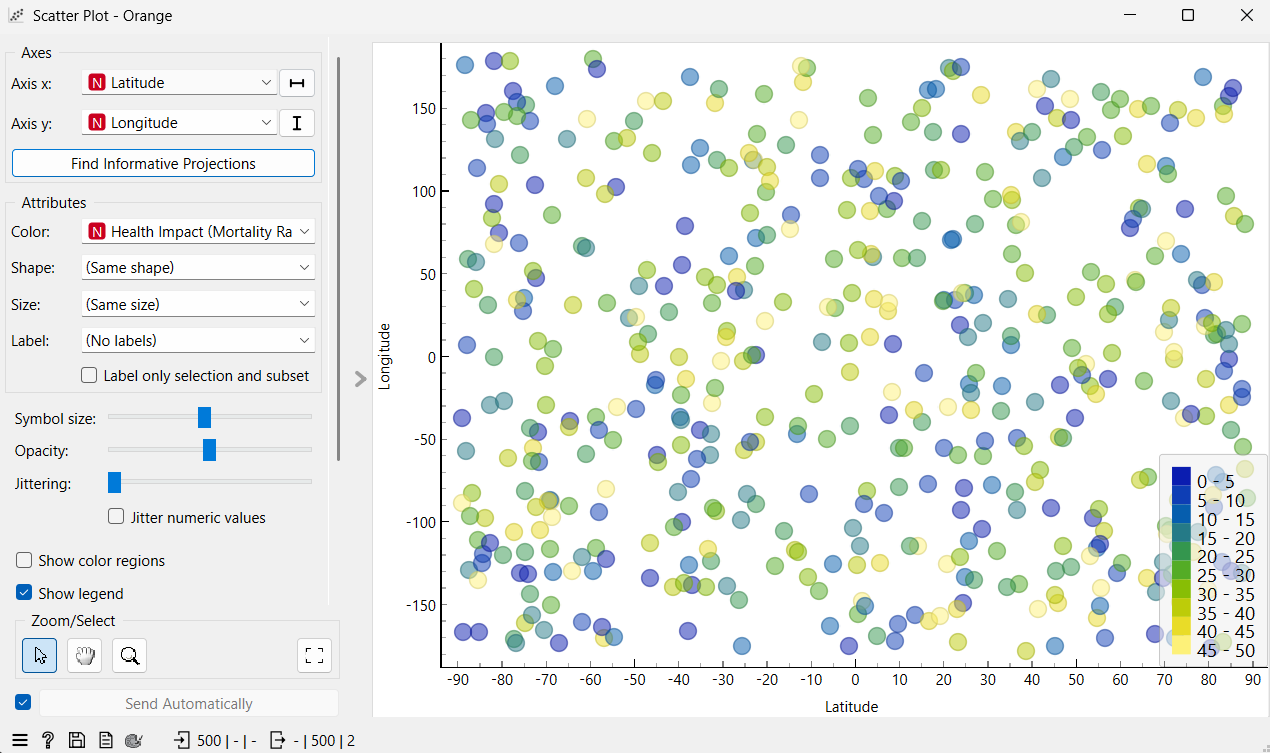 Scatter Plot - Orange
Axes
Axis x: N Latitude
Axis y: N Longitude
Find Informative Projections
Attributes
Color: N Health Impact (Mortality Ra
Shape: (Same shape)
Size: (Same size)
Label: (No labels)
Label only selection and subset
Symbol size:
Opacity:
Jittering:
Jitter numeric values
Show color regions
Show legend
Zoom/Select
Send Automatically
? 500 | - | - - | 500 | 2
Longitude
150
100
50
0
-50
-100
-150
-90 -80 -70 -60 -50 -40 -30 -20 -10 0 10 20 30 40 50 60 70 80 90
Latitude
0 - 5
5 - 10
10 - 15
15 - 20
20 - 25
25 - 30
30 - 35
35 - 40
40 - 45
45 - 50